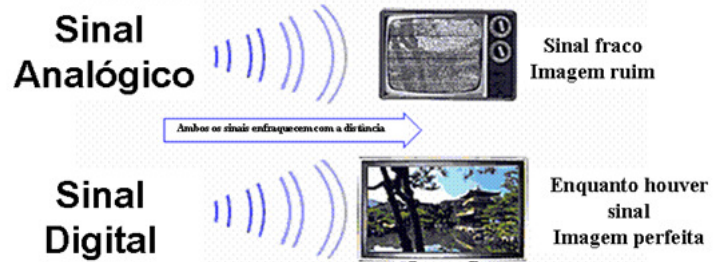 Sinal
Analógico
Sinal fraco
Imagem ruim
Ambos os sinais enfraquecem com a distância
Sinal
Digital
Enquanto houver
sinal
Imagem perfeita